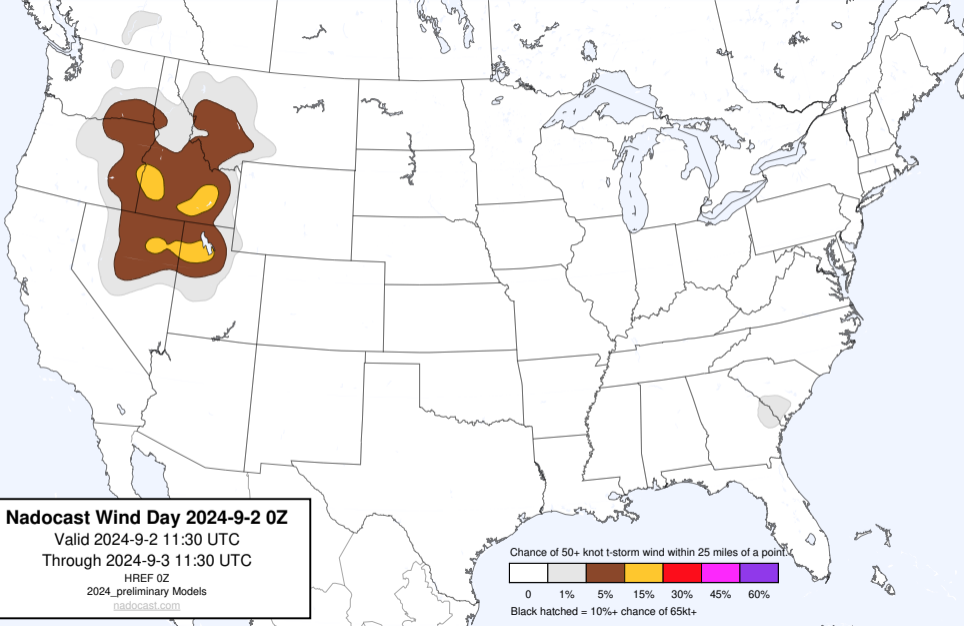 Nadocast Wind Day 2024-9-2 0Z
Valid 2024-9-2 11:30 UTC
Through 2024-9-3 11:30 UTC
HREF 0Z
2024_preliminary Models
nadocast.com
Chance of 50+ knot t-storm wind within 25 miles of a point.
0 1% 5% 15% 30% 45% 60%
Black hatched = 10%+ chance of 65kt+